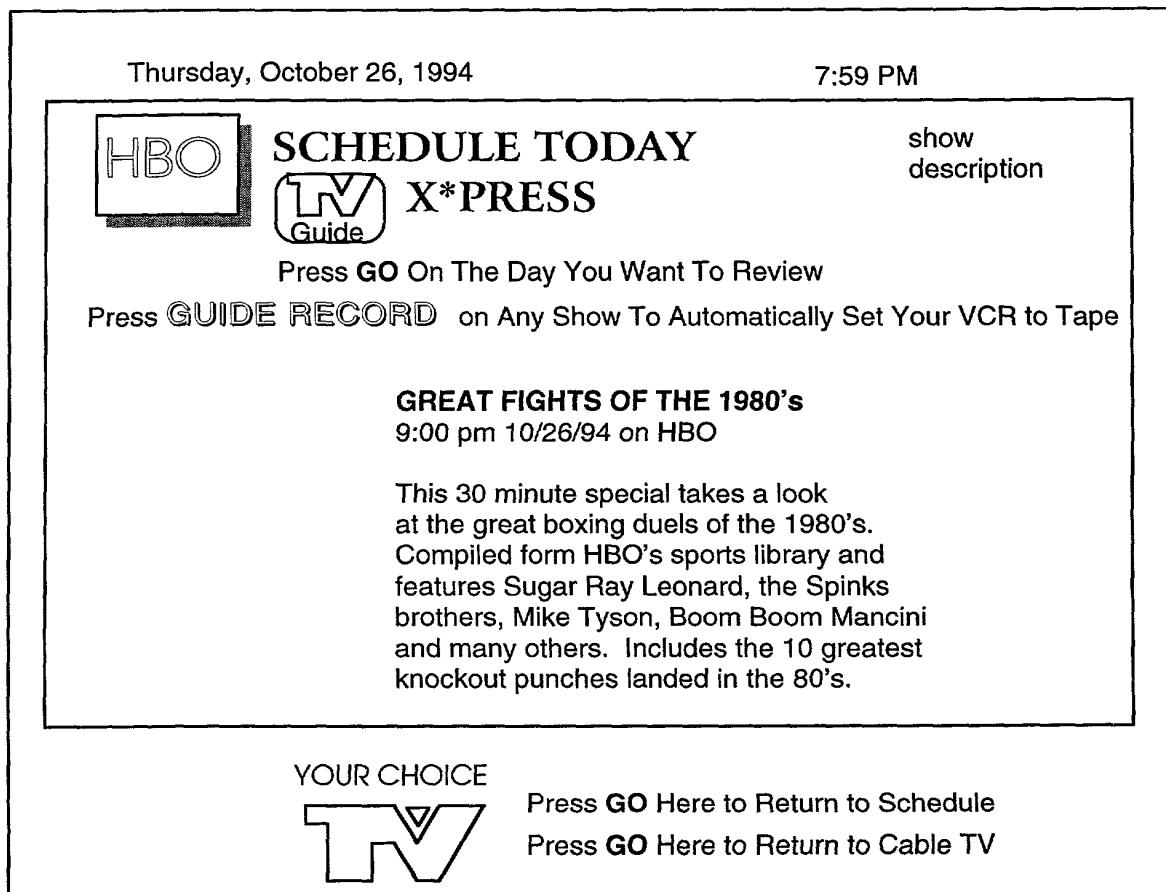 Thursday, October 26, 1994 7:59 PM
HBO SCHEDULE TODAY show
description
TV Guide X*PRESS
Press GO On The Day You Want To Review
Press GUIDE RECORD on Any Show To Automatically Set Your VCR to Tape
GREAT FIGHTS OF THE 1980's
9:00 pm 10/26/94 on HBO
This 30 minute special takes a look
at the great boxing duels of the 1980's.
Compiled form HBO's sports library and
features Sugar Ray Leonard, the Spinks
brothers, Mike Tyson, Boom Boom Mancini
and many others. Includes the 10 greatest
knockout punches landed in the 80's.
YOUR CHOICE
TV
Press GO Here to Return to Schedule
Press GO Here to Return to Cable TV